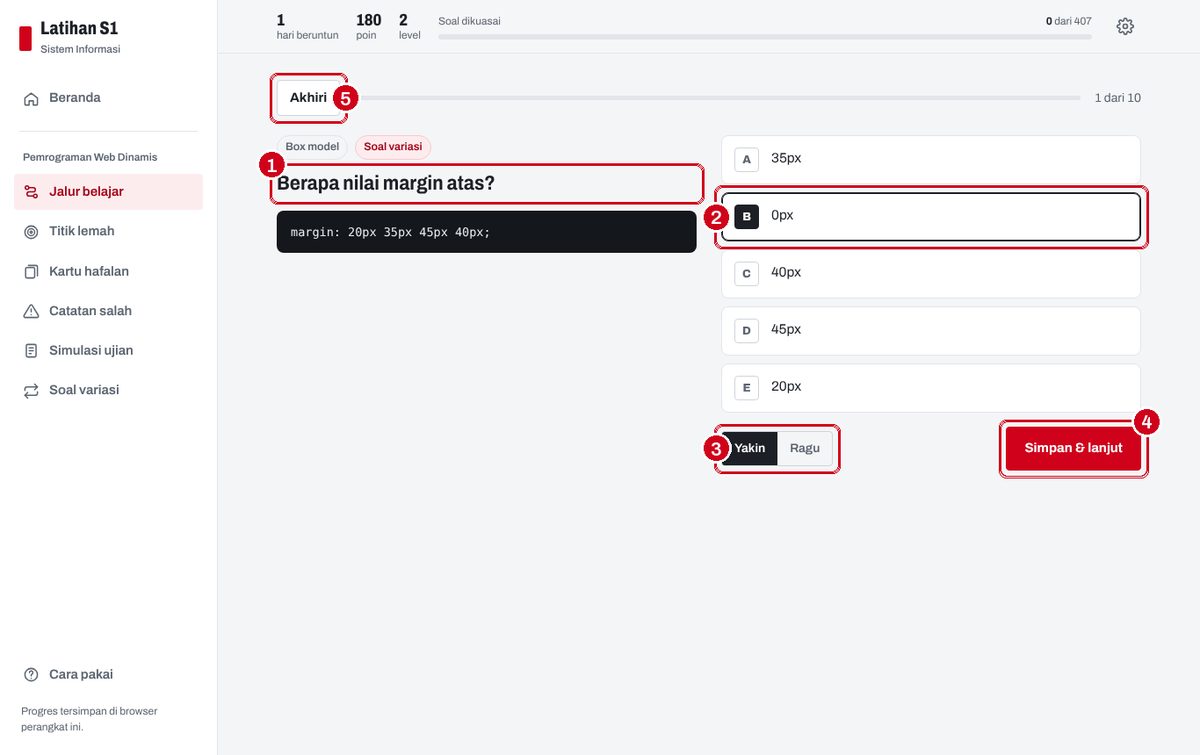 Latihan S1
Sistem Informasi
Beranda
Pemrograman Web Dinamis
Jalur belajar
Titik lemah
Kartu hafalan
Catatan salah
Simulasi ujian
Soal variasi
Cara pakai
Progres tersimpan di browser
perangkat ini.
1 180 2
hari beruntun poin level
Soal dikuasai 0 dari 407
Akhiri 5 1 dari 10
Box model Soal variasi
1
Berapa nilai margin atas?
margin: 20px 35px 45px 40px;
A 35px
2 B 0px
C 40px
D 45px
E 20px
3 Yakin Ragu
4
Simpan & lanjut